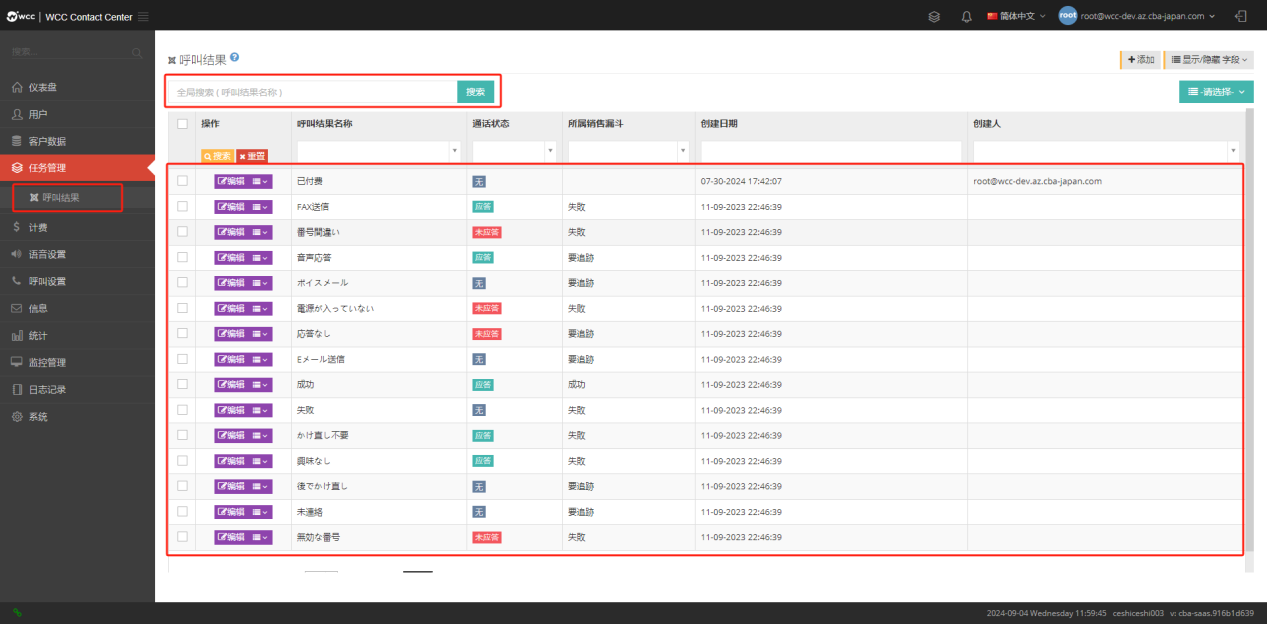 wcc | WCC Contact Center
简体中文
root root@wcc-dev.az.cba-japan.com
搜索...
仪表盘
用户
客户数据
任务管理
呼叫结果
计费
语音设置
呼叫设置
信息
统计
监控管理
日志记录
系统
呼叫结果
添加 显示/隐藏 字段
全局搜索 ( 呼叫结果名称 ) 搜索
-请选择-
操作 呼叫结果名称 通话状态 所属销售漏斗 创建日期 创建人
搜索 重置
编辑 已付费 无 07-30-2024 17:42:07 root@wcc-dev.az.cba-japan.com
编辑 FAX送信 应答 失敗 11-09-2023 22:46:39
编辑 番号間違い 未应答 失敗 11-09-2023 22:46:39
编辑 音声応答 应答 要追跡 11-09-2023 22:46:39
编辑 ボイスメール 无 要追跡 11-09-2023 22:46:39
编辑 電源が入っていない 未应答 失敗 11-09-2023 22:46:39
编辑 応答なし 未应答 要追跡 11-09-2023 22:46:39
编辑 Eメール送信 无 要追跡 11-09-2023 22:46:39
编辑 成功 应答 成功 11-09-2023 22:46:39
编辑 失敗 无 失敗 11-09-2023 22:46:39
编辑 かけ直し不要 应答 失敗 11-09-2023 22:46:39
编辑 興味なし 应答 失敗 11-09-2023 22:46:39
编辑 後でかけ直し 无 要追跡 11-09-2023 22:46:39
编辑 未連絡 无 要追跡 11-09-2023 22:46:39
编辑 無効な番号 未应答 失敗 11-09-2023 22:46:39
2024-09-04 Wednesday 11:59:45 ceshiceshi003 v: cba-saas.916b1d639